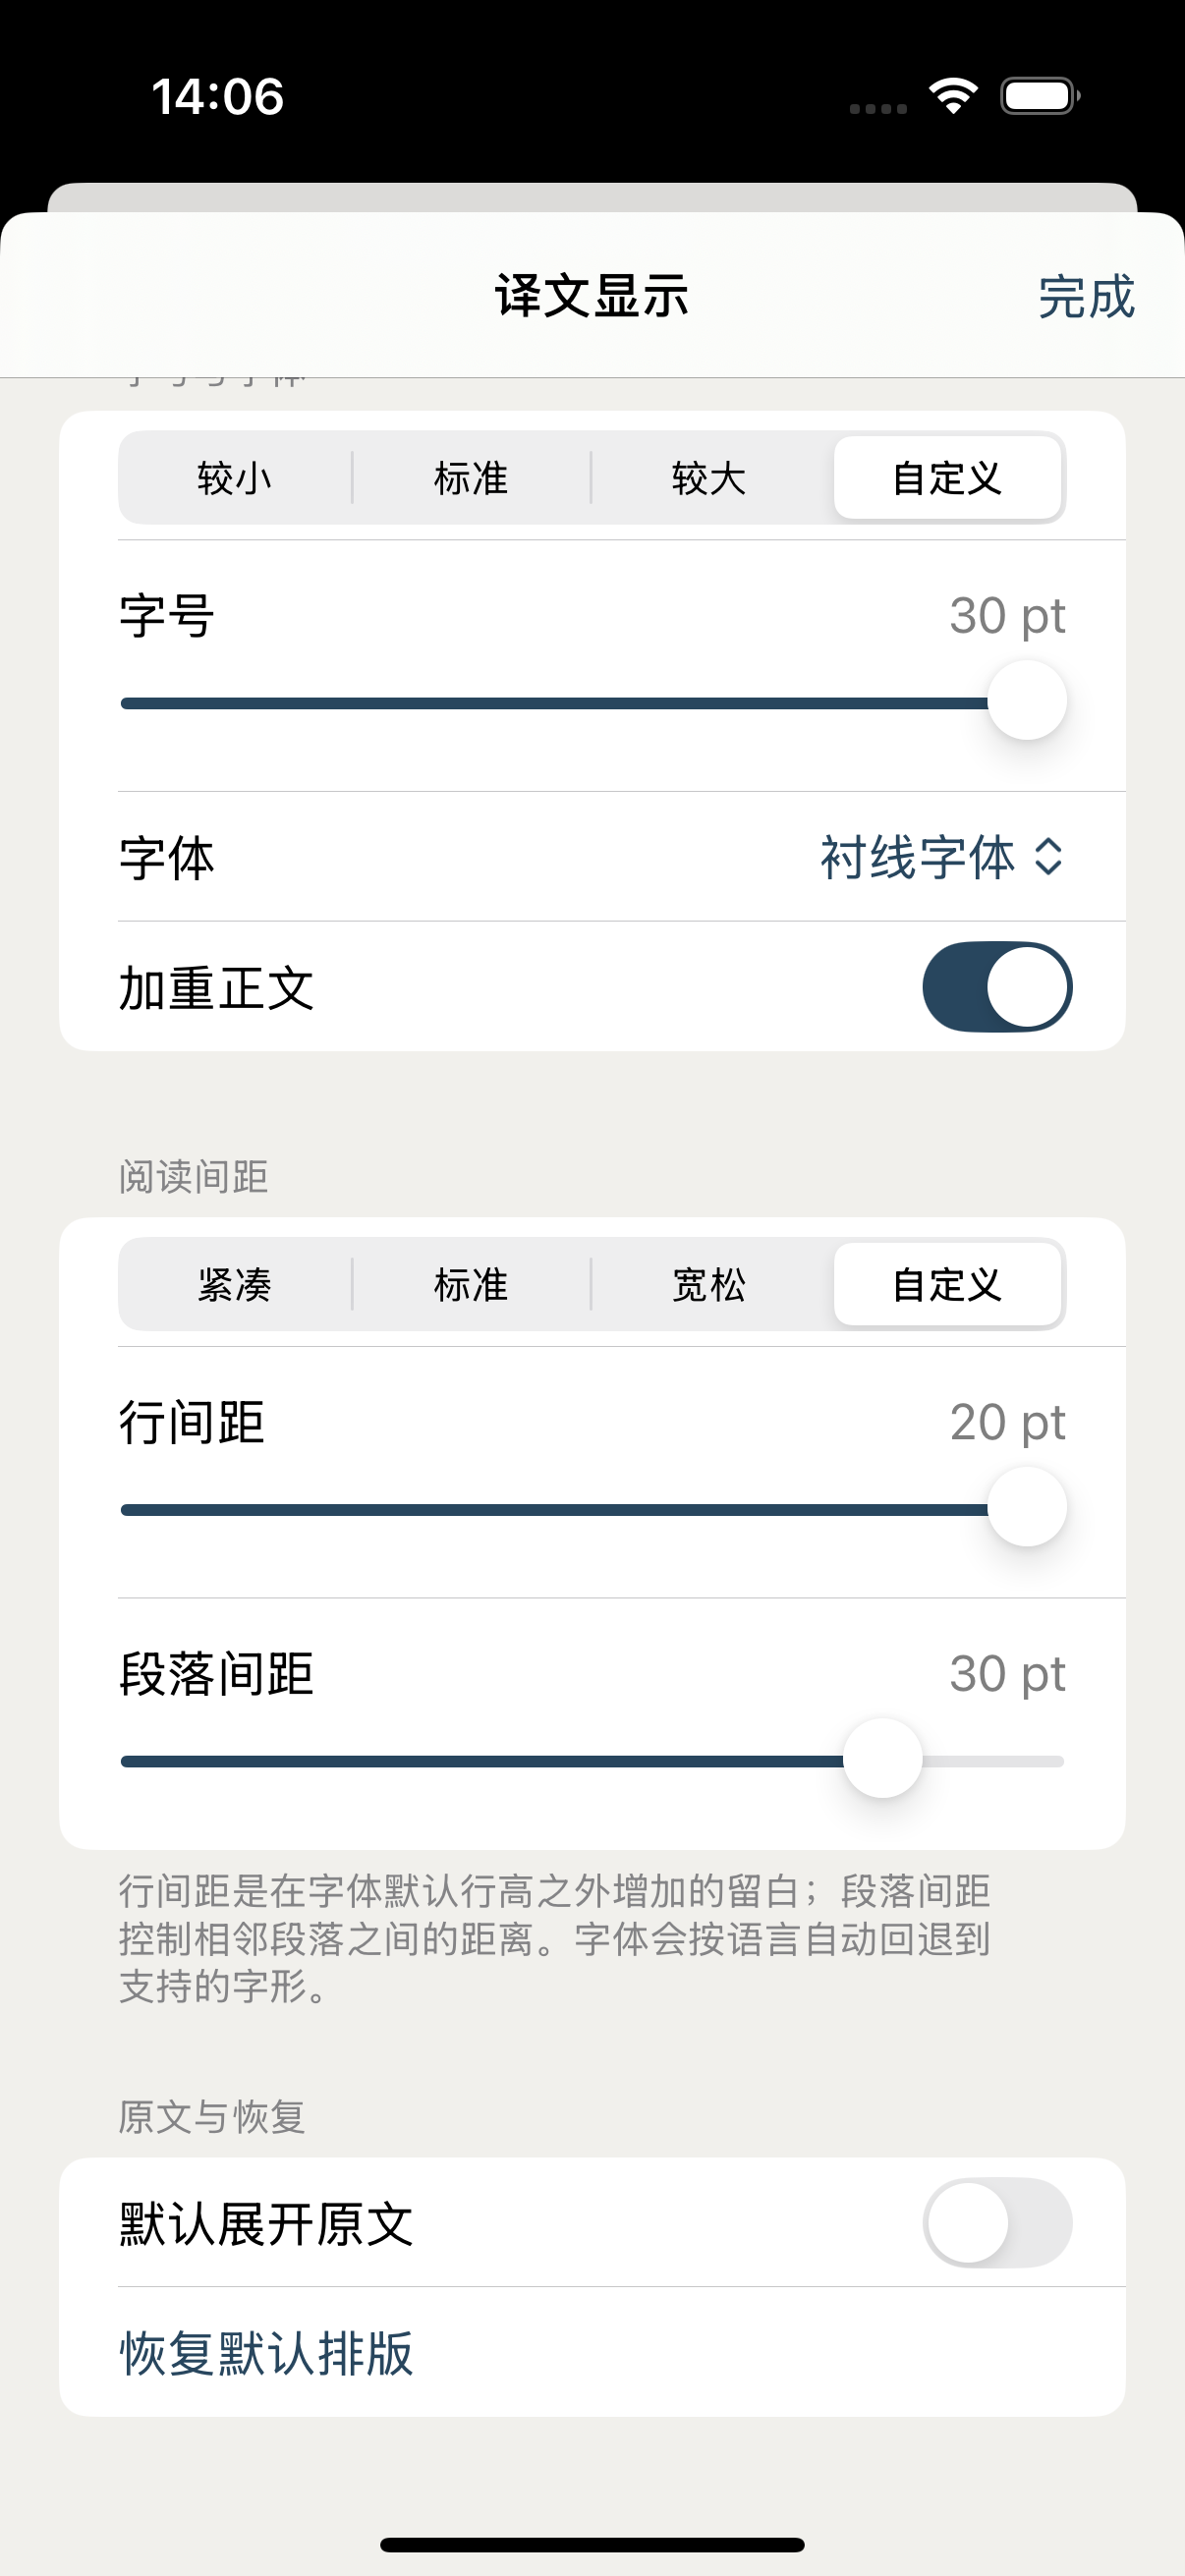 14:06
译文显示
完成
较小
标准
较大
自定义
字号
30 pt
字体
衬线字体
加重正文
阅读间距
紧凑
标准
宽松
自定义
行间距
20 pt
段落间距
30 pt
行间距是在字体默认行高之外增加的留白；段落间距
控制相邻段落之间的距离。字体会按语言自动回退到
支持的字形。
原文与恢复
默认展开原文
恢复默认排版